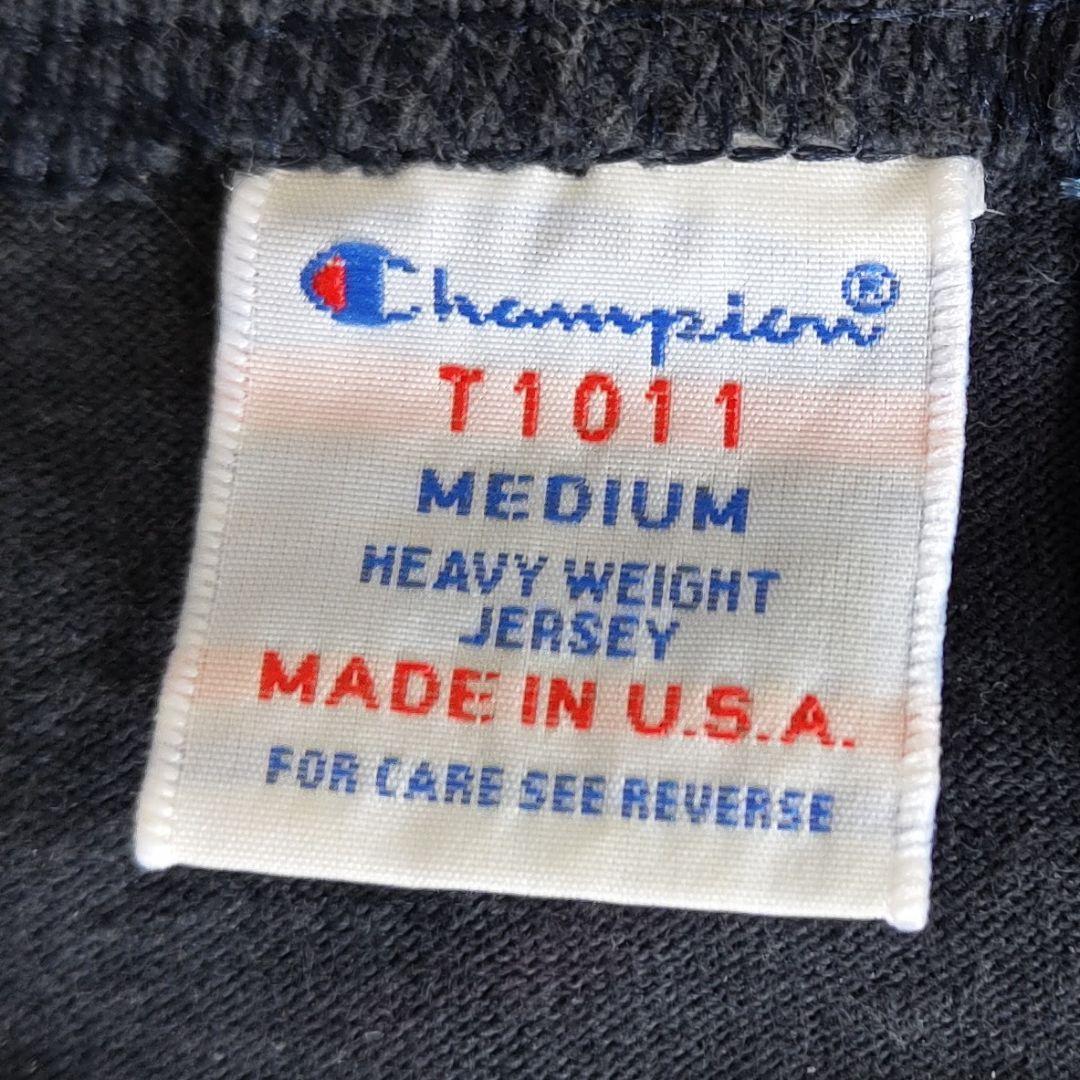 Champion®
T1011
MEDIUM
HEAVY WEIGHT
JERSEY
MADE IN U.S.A.
FOR CARE SEE REVERSE